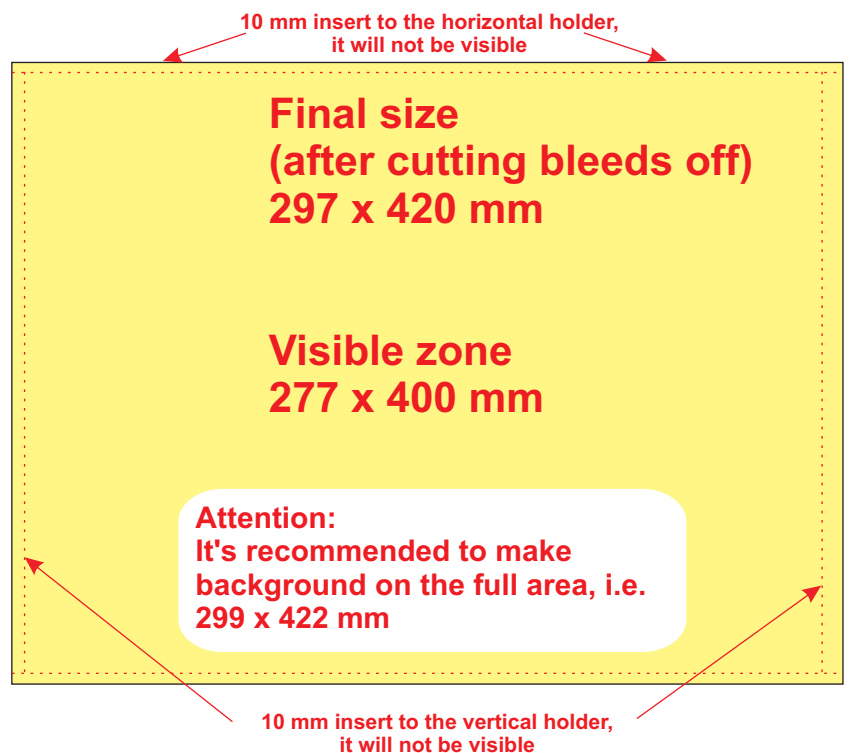 10 mm insert to the horizontal holder,
it will not be visible
Final size
(after cutting bleeds off)
297 x 420 mm
Visible zone
277 x 400 mm
Attention:
It's recommended to make
background on the full area, i.e.
299 x 422 mm
10 mm insert to the vertical holder,
it will not be visible